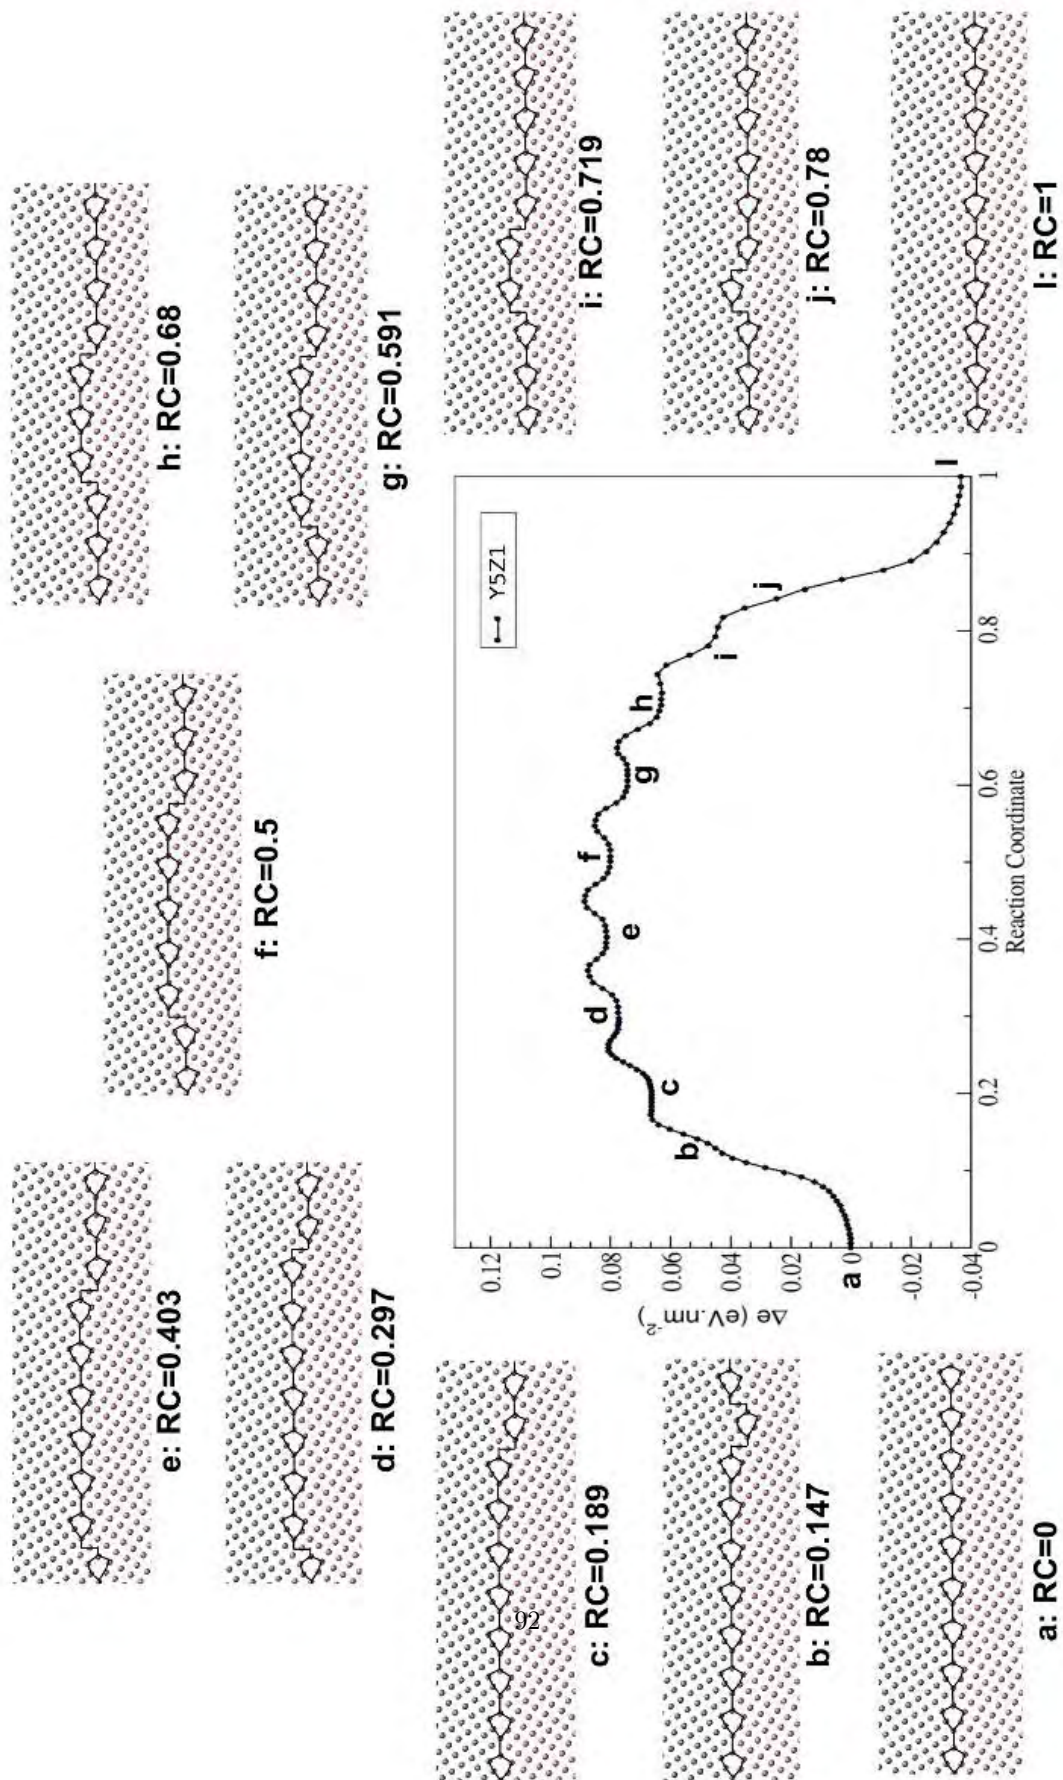 h: RC=0.68
g: RC=0.591
f: RC=0.5
e: RC=0.403
d: RC=0.297
i: RC=0.719
j: RC=0.78
l: RC=1
c: RC=0.189
b: RC=0.147
a: RC=0
Y5Z1
0.12
0.1
0.08
0.06
0.04
0.02
0
-0.02
-0.04
Δe (eV.nm⁻²)
a
b
c
d
e
f
g
h
i
j
l
0
0.2
0.4
0.6
0.8
1
Reaction Coordinate
92